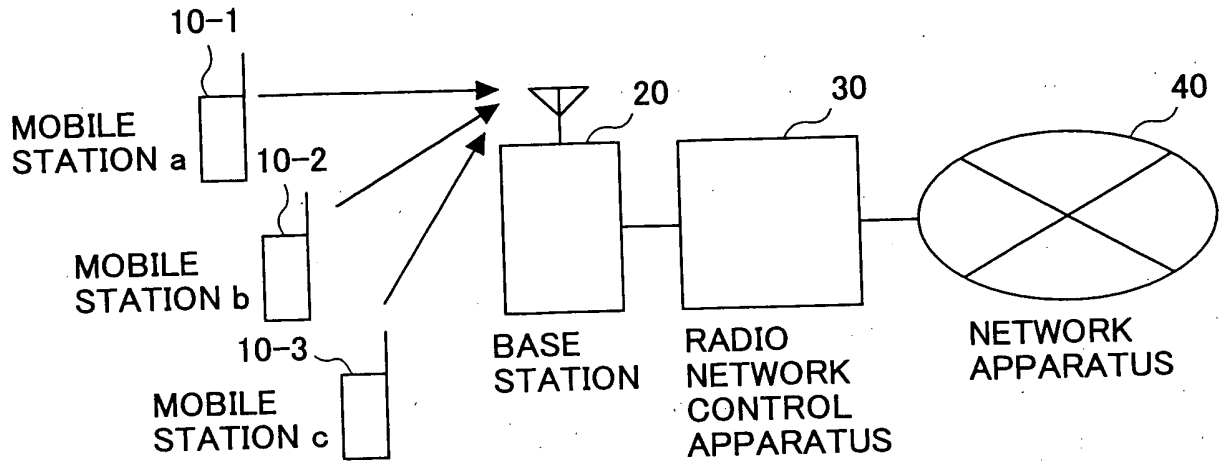 10-1
MOBILE
STATION a
10-2
MOBILE
STATION b
10-3
MOBILE
STATION c
20
BASE
STATION
30
RADIO
NETWORK
CONTROL
APPARATUS
40
NETWORK
APPARATUS